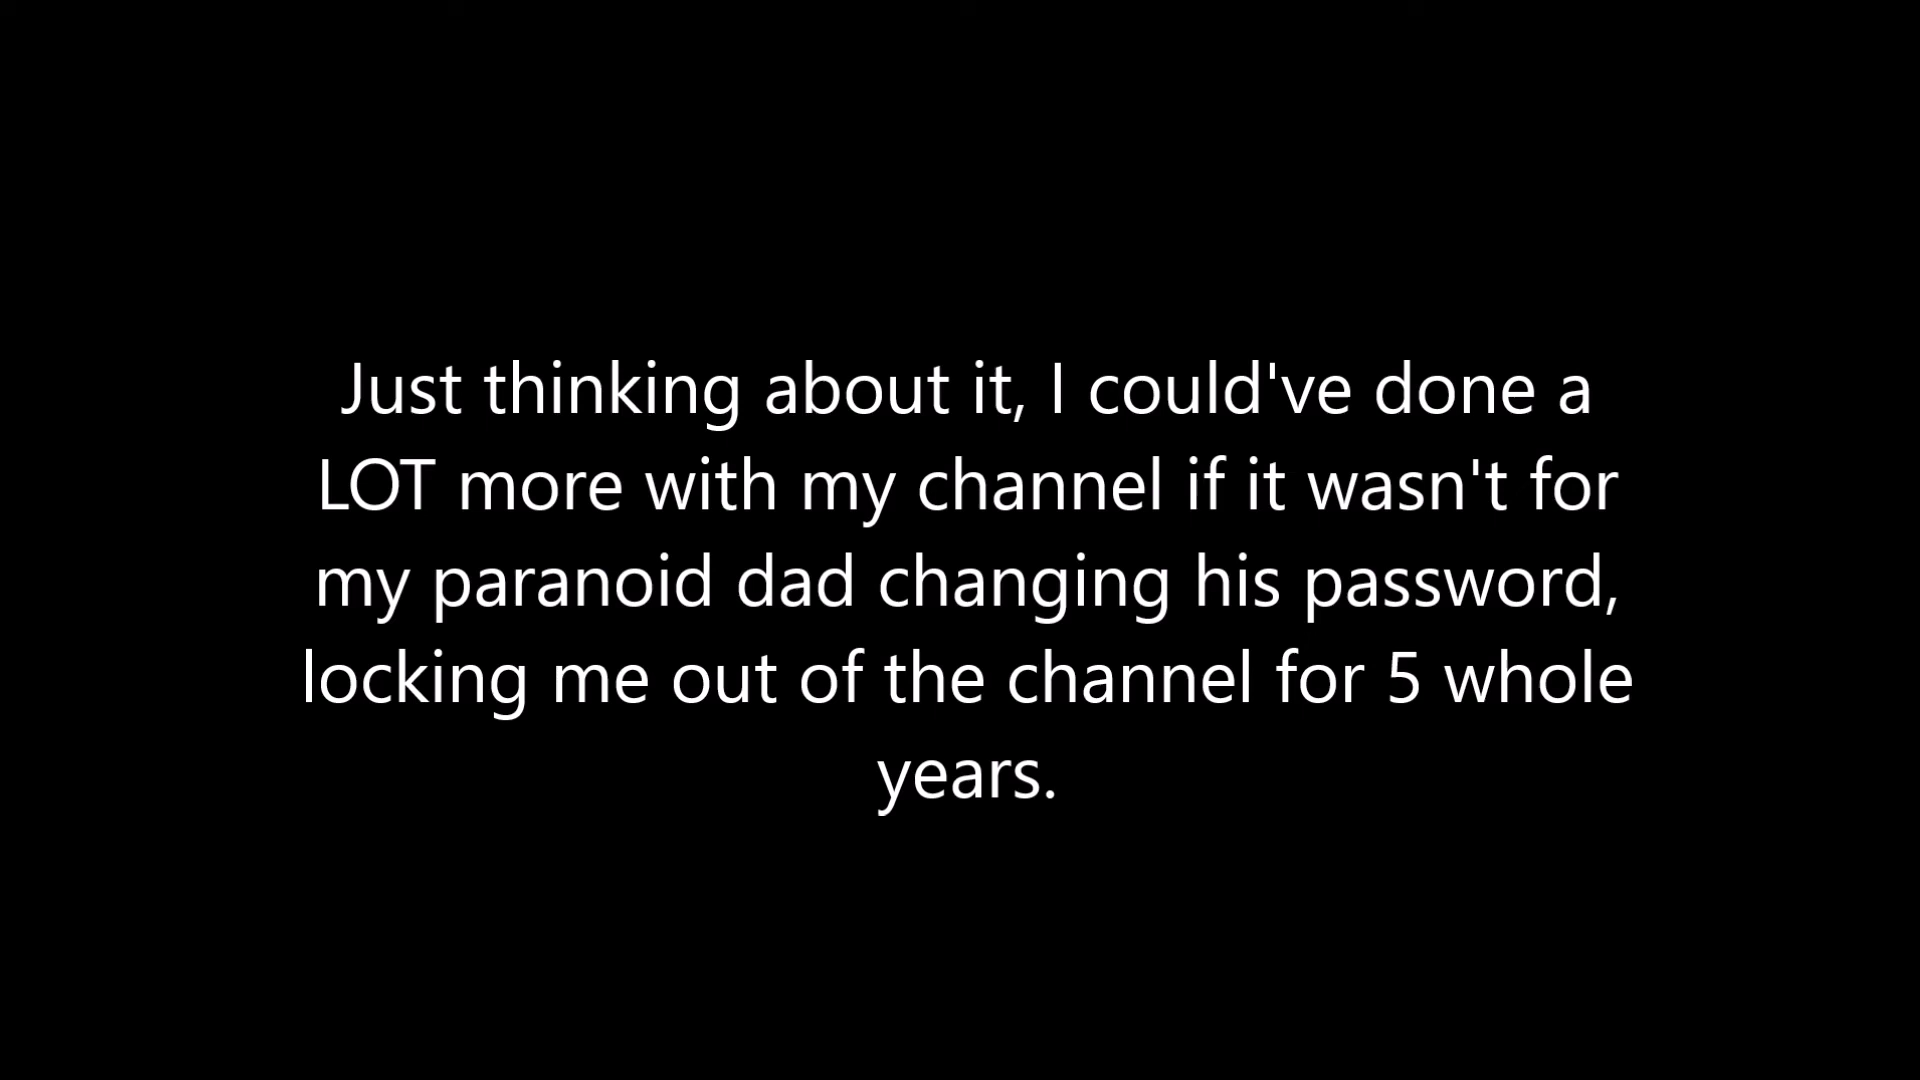 Just thinking about it, I could've done a
LOT more with my channel if it wasn't for
my paranoid dad changing his password,
locking me out of the channel for 5 whole
years.